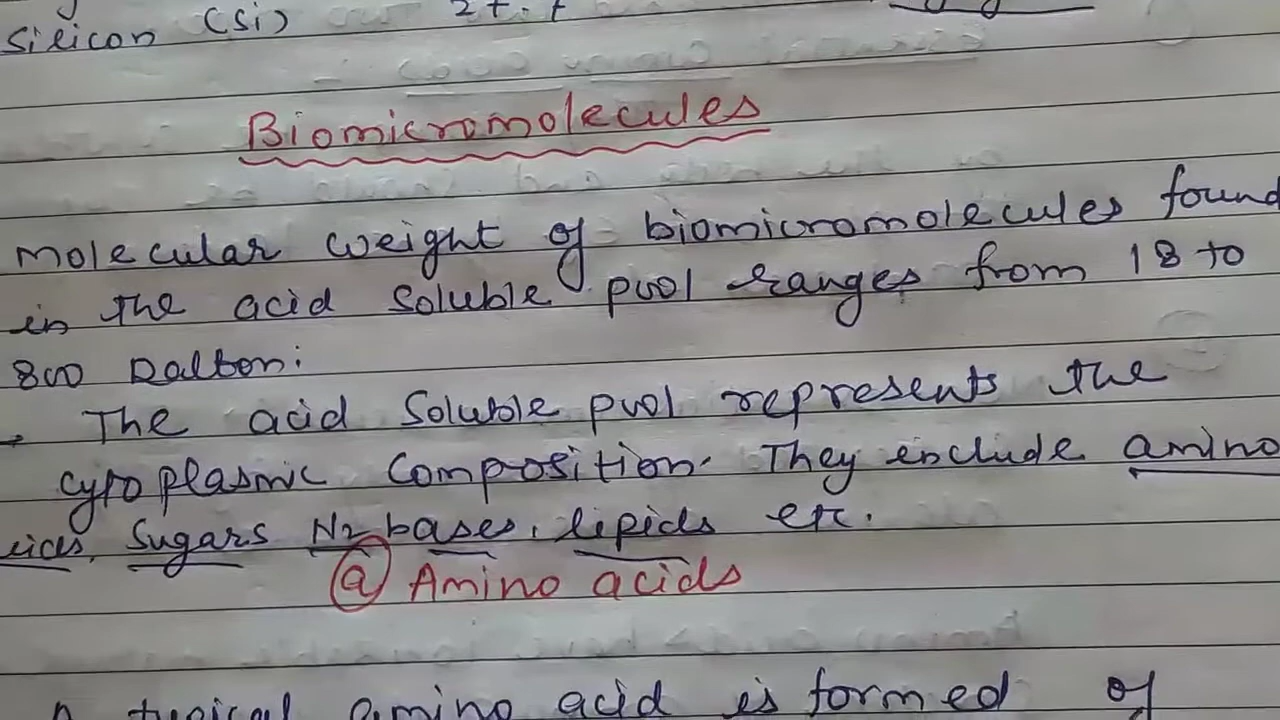 Silicon (Si) 27.7
Biomicromolecules
molecular weight of biomicromolecules found
in the acid soluble pool ranges from 18 to
800 Dalton.
The acid soluble pool represents the
cytoplasmic composition. They include amino
Sugars N2 bases, lipids etc.
(a) Amino acids
typical amino acid is formed of